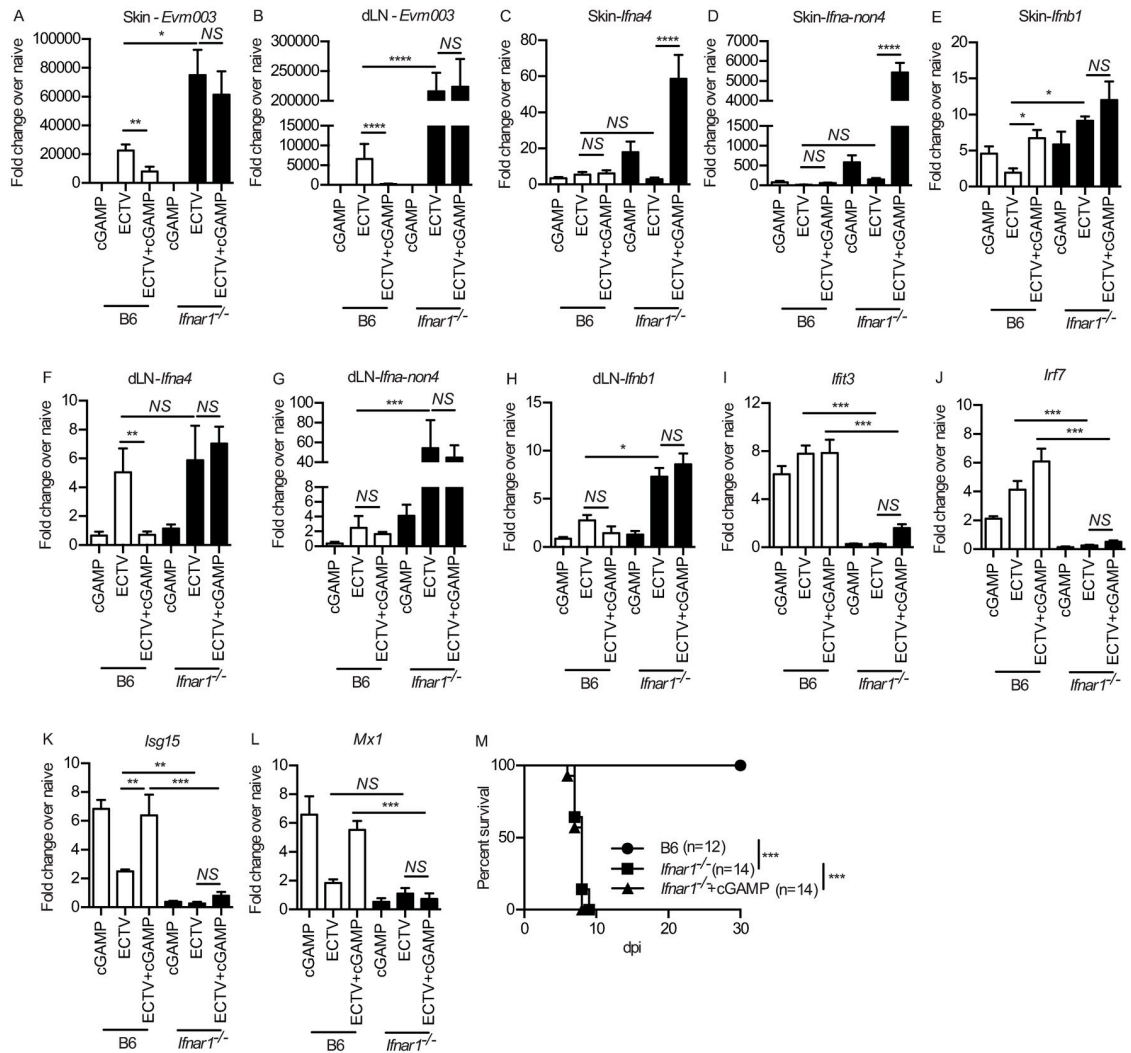 A
Skin - Evm003
Fold change over naive
100000
80000
60000
40000
20000
0
*
NS
**
cGAMP
ECTV
ECTV+cGAMP
cGAMP
ECTV
ECTV+cGAMP
B6
Ifnar1-/-
B
dLN - Evm003
Fold change over naive
300000
250000
200000
15000
10000
5000
0
****
NS
****
cGAMP
ECTV
ECTV+cGAMP
cGAMP
ECTV
ECTV+cGAMP
B6
Ifnar1-/-
C
Skin-Ifna4
Fold change over naive
80
60
40
20
0
****
NS
NS
cGAMP
ECTV
ECTV+cGAMP
cGAMP
ECTV
ECTV+cGAMP
B6
Ifnar1-/-
D
Skin-Ifna-non4
Fold change over naive
7000
6000
5000
4000
1000
500
0
****
NS
NS
cGAMP
ECTV
ECTV+cGAMP
cGAMP
ECTV
ECTV+cGAMP
B6
Ifnar1-/-
E
Skin-Ifnb1
Fold change over naive
20
15
10
5
0
NS
*
*
cGAMP
ECTV
ECTV+cGAMP
cGAMP
ECTV
ECTV+cGAMP
B6
Ifnar1-/-
F
dLN-Ifna4
Fold change over naive
10
8
6
4
2
0
NS
NS
**
cGAMP
ECTV
ECTV+cGAMP
cGAMP
ECTV
ECTV+cGAMP
B6
Ifnar1-/-
G
dLN-Ifna-non4
Fold change over naive
100
80
60
40
8
6
4
2
0
***
NS
NS
cGAMP
ECTV
ECTV+cGAMP
cGAMP
ECTV
ECTV+cGAMP
B6
Ifnar1-/-
H
dLN-Ifnb1
Fold change over naive
15
10
5
0
NS
*
NS
cGAMP
ECTV
ECTV+cGAMP
cGAMP
ECTV
ECTV+cGAMP
B6
Ifnar1-/-
I
Ifit3
Fold change over naive
12
8
4
0
***
***
NS
cGAMP
ECTV
ECTV+cGAMP
cGAMP
ECTV
ECTV+cGAMP
B6
Ifnar1-/-
J
Irf7
Fold change over naive
10
8
6
4
2
0
***
***
NS
cGAMP
ECTV
ECTV+cGAMP
cGAMP
ECTV
ECTV+cGAMP
B6
Ifnar1-/-
K
Isg15
Fold change over naive
10
8
6
4
2
0
**
**
***
NS
cGAMP
ECTV
ECTV+cGAMP
cGAMP
ECTV
ECTV+cGAMP
B6
Ifnar1-/-
L
Mx1
Fold change over naive
10
8
6
4
2
0
NS
***
NS
cGAMP
ECTV
ECTV+cGAMP
cGAMP
ECTV
ECTV+cGAMP
B6
Ifnar1-/-
M
Percent survival
100
50
0
B6 (n=12)
Ifnar1-/- (n=14)
Ifnar1-/-+cGAMP (n=14)
***
***
0
10
20
30
dpi